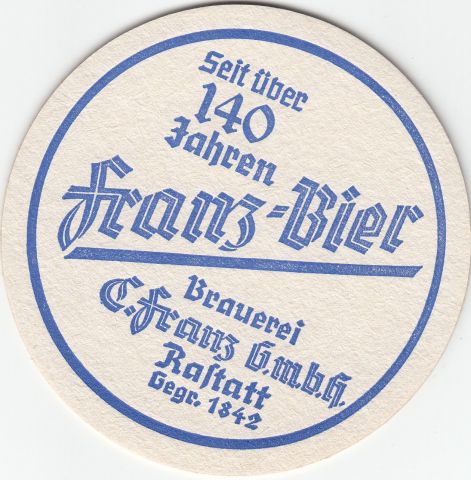 Seit über
140
Jahren
Franz-Bier
Brauerei
C. Franz G.m.b.H.
Raſtatt
Gegr. 1842